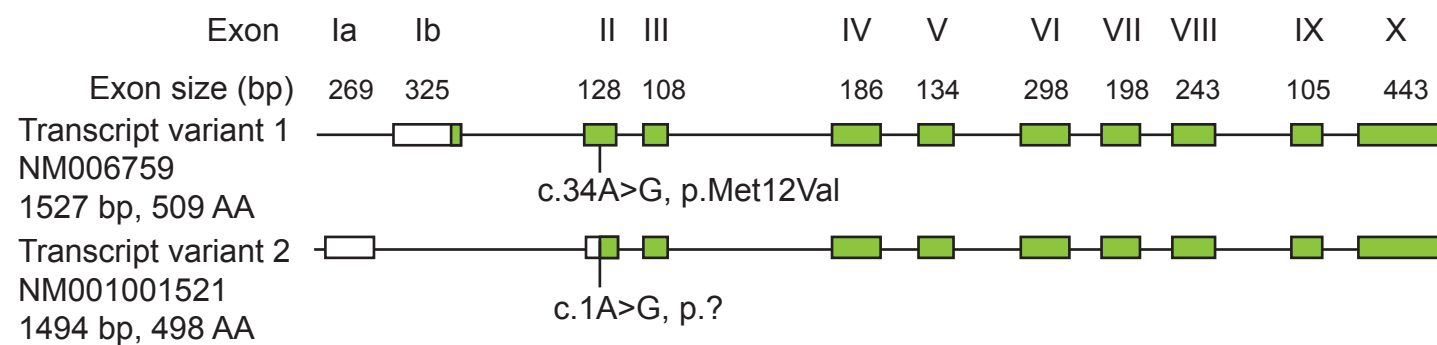 Exon Ia Ib II III IV V VI VII VIII IX X
Exon size (bp) 269 325 128 108 186 134 298 198 243 105 443
Transcript variant 1
NM006759
1527 bp, 509 AA
c.34A>G, p.Met12Val
Transcript variant 2
NM001001521
1494 bp, 498 AA
c.1A>G, p.?